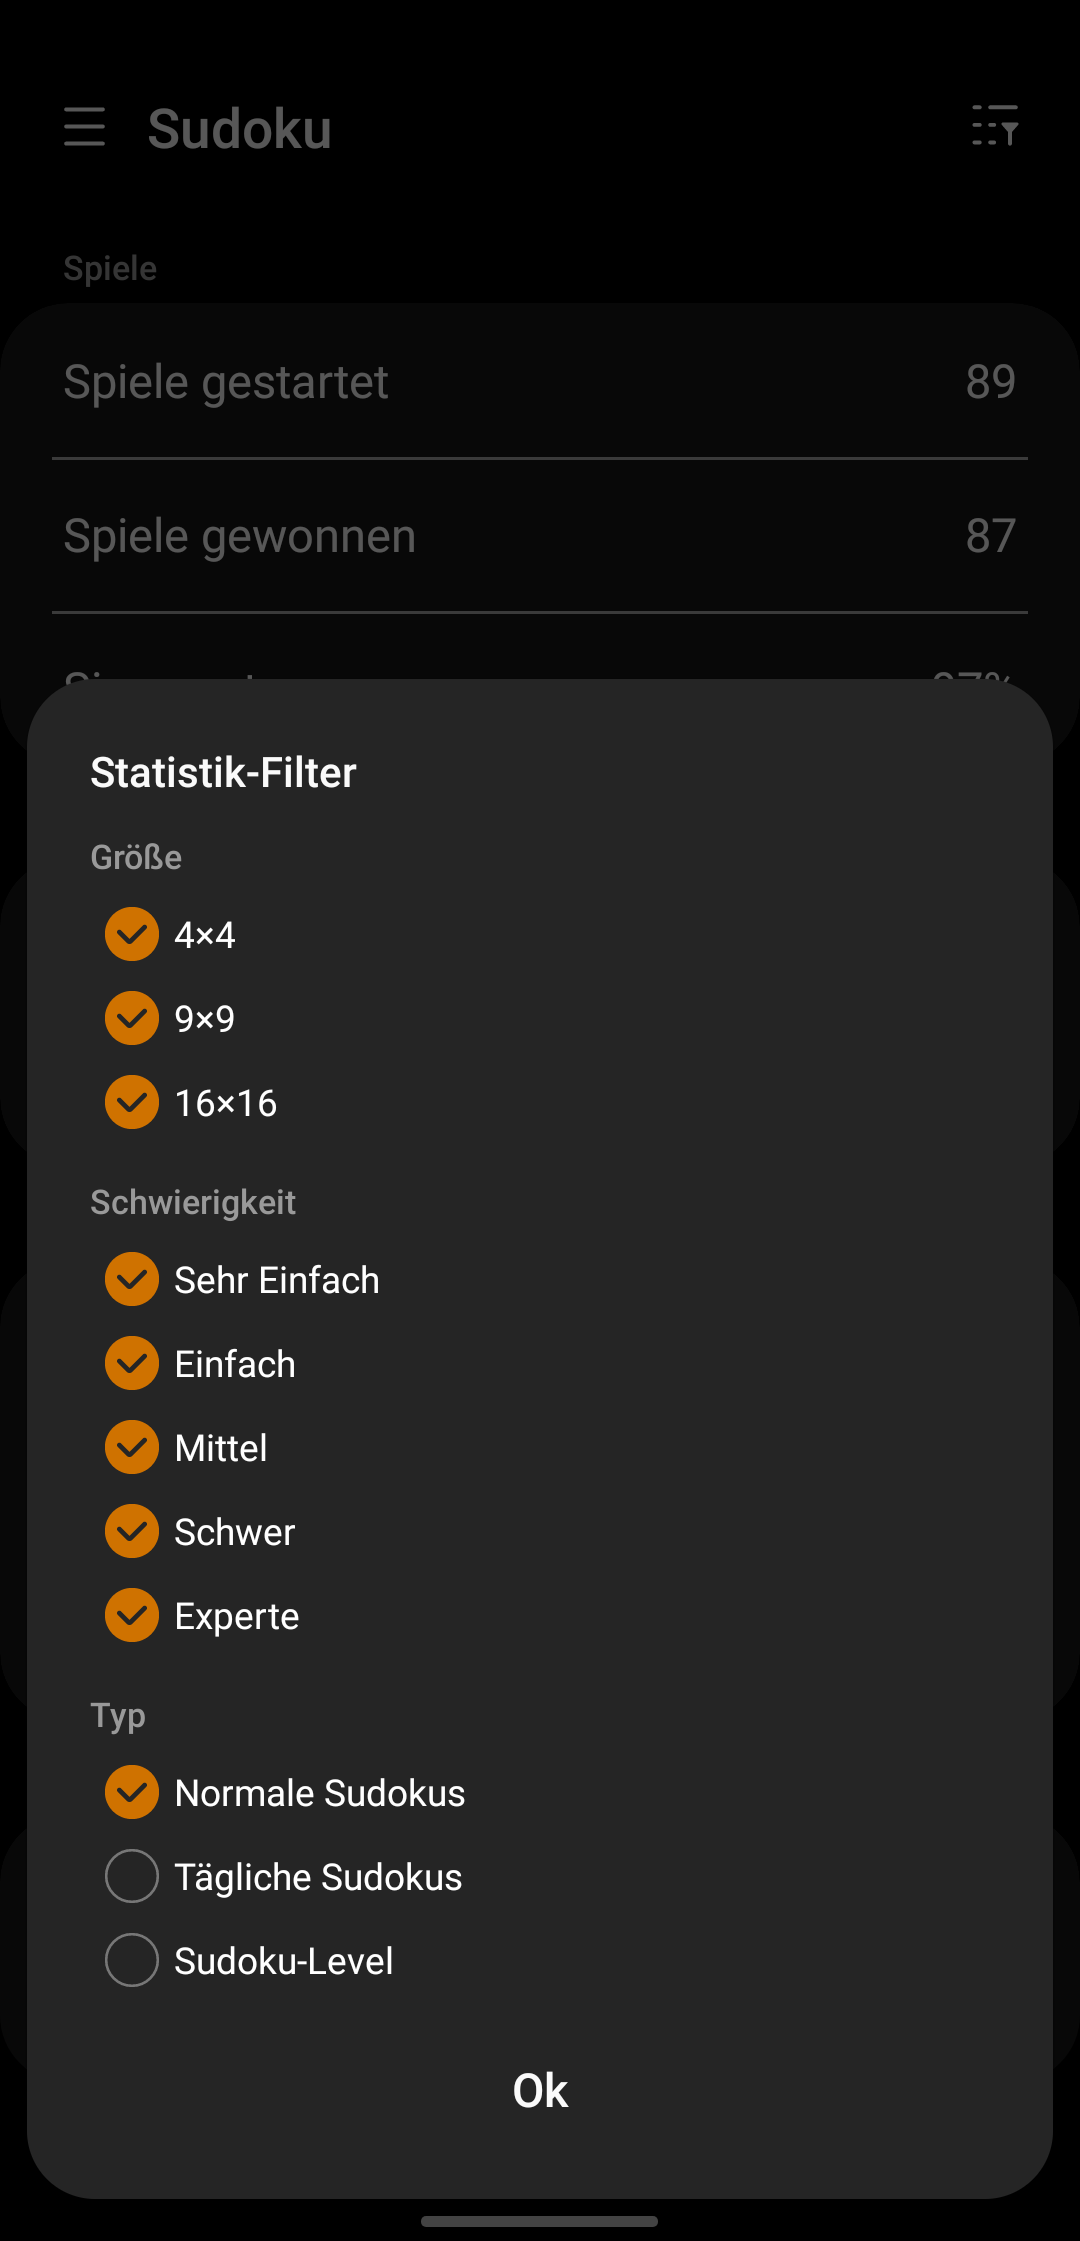 Sudoku
Spiele
Spiele gestartet 89
Spiele gewonnen 87
Statistik-Filter
Größe
4×4
9×9
16×16
Schwierigkeit
Sehr Einfach
Einfach
Mittel
Schwer
Experte
Typ
Normale Sudokus
Tägliche Sudokus
Sudoku-Level
Ok